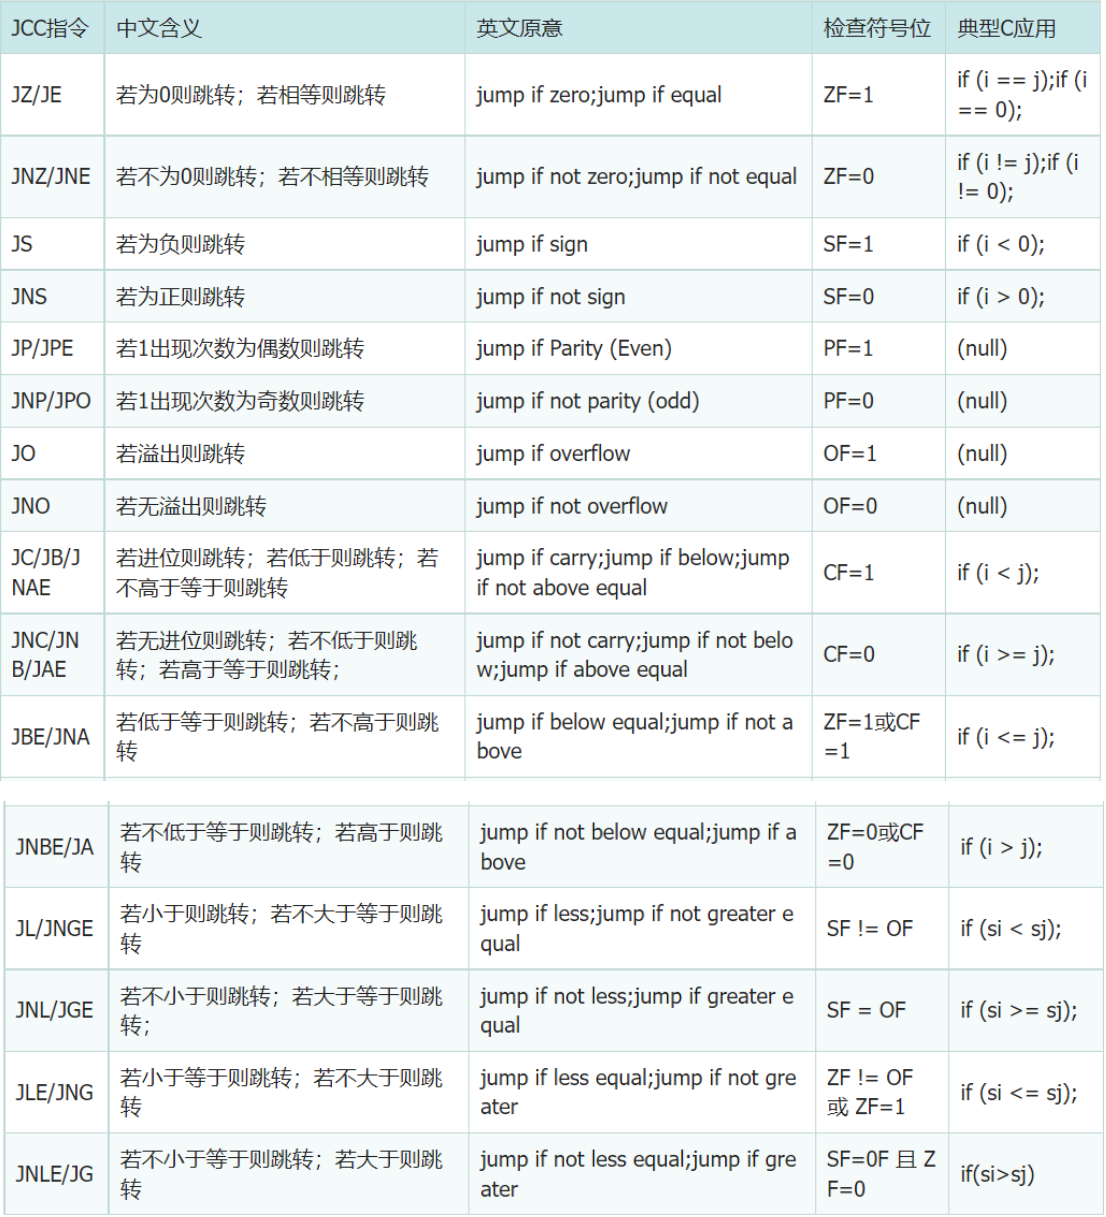 JCC指令 中文含义 英文原意 检查符号位 典型C应用
JZ/JE 若为0则跳转；若相等则跳转 jump if zero;jump if equal ZF=1 if (i == j);if (i
== 0);
JNZ/JNE 若不为0则跳转；若不相等则跳转 jump if not zero;jump if not equal ZF=0 if (i != j);if (i
!= 0);
JS 若为负则跳转 jump if sign SF=1 if (i < 0);
JNS 若为正则跳转 jump if not sign SF=0 if (i > 0);
JP/JPE 若1出现次数为偶数则跳转 jump if Parity (Even) PF=1 (null)
JNP/JPO 若1出现次数为奇数则跳转 jump if not parity (odd) PF=0 (null)
JO 若溢出则跳转 jump if overflow OF=1 (null)
JNO 若无溢出则跳转 jump if not overflow OF=0 (null)
JC/JB/J 若进位则跳转；若低于则跳转；若 jump if carry;jump if below;jump CF=1 if (i < j);
NAE 不高于等于则跳转 if not above equal
JNC/JN 若无进位则跳转；若不低于则跳 jump if not carry;jump if not belo CF=0 if (i >= j);
B/JAE 转；若高于等于则跳转; w;jump if above equal
JBE/JNA 若低于等于则跳转；若不高于则跳 jump if below equal;jump if not a ZF=1或CF if (i <= j);
转 bove =1
JNBE/JA 若不低于等于则跳转；若高于则跳 jump if not below equal;jump if a ZF=0或CF if (i > j);
转 bove =0
JL/JNGE 若小于则跳转；若不大于等于则跳 jump if less;jump if not greater e SF != OF if (si < sj);
转 qual
JNL/JGE 若不小于则跳转；若大于等于则跳 jump if not less;jump if greater e SF = OF if (si >= sj);
转; qual
JLE/JNG 若小于等于则跳转；若不大于则跳 jump if less equal;jump if not gre ZF != OF if (si <= sj);
转 ater 或 ZF=1
JNLE/JG 若不小于等于则跳转；若大于则跳 jump if not less equal;jump if gre SF=0F 且 Z if(si>sj)
转 ater F=0